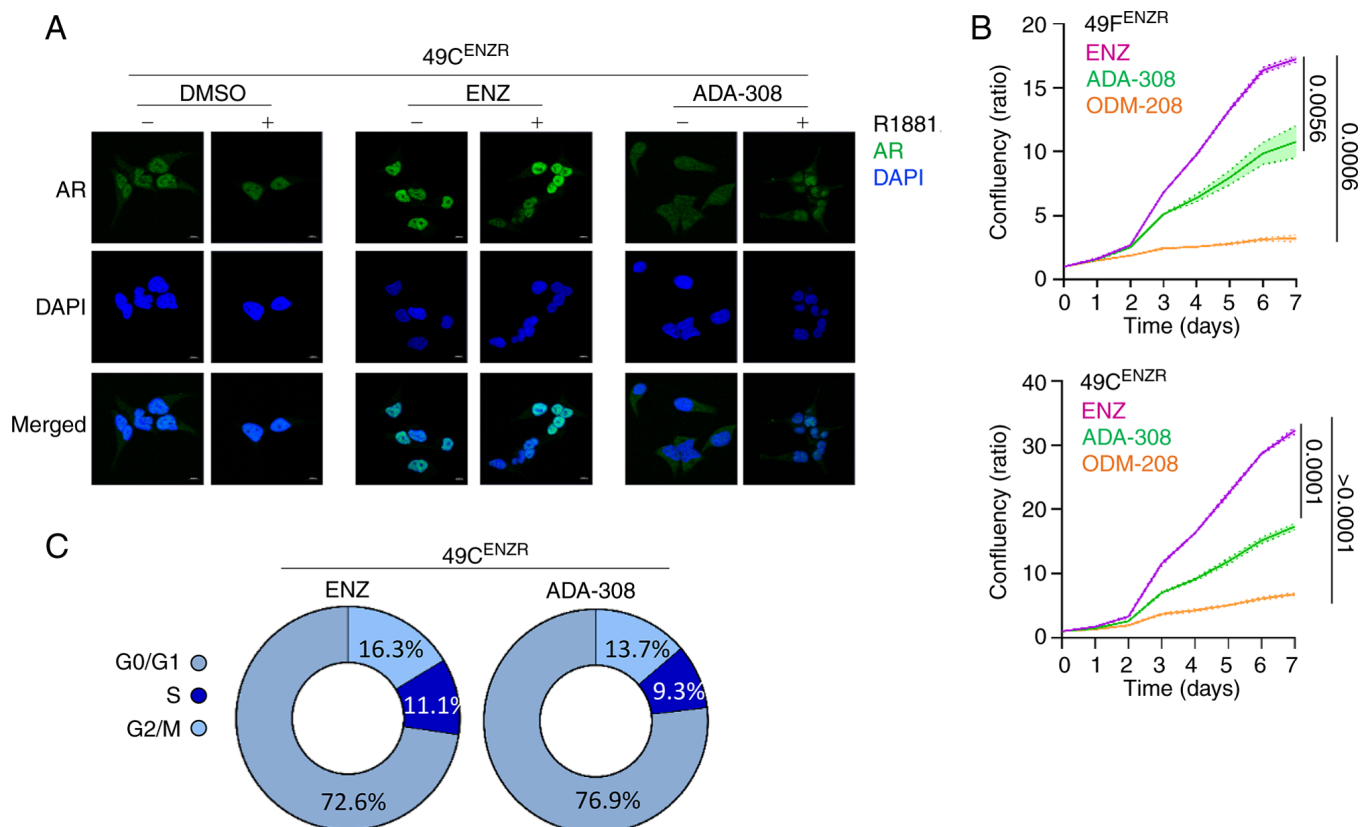 A
49C^ENZR
DMSO ENZ ADA-308
− + − + − + R1881
AR
DAPI
AR
DAPI
Merged
B
49F^ENZR
ENZ
ADA-308
ODM-208
Confluency (ratio)
20
15
10
5
0
0 1 2 3 4 5 6 7
Time (days)
0.0056
0.0006
49C^ENZR
ENZ
ADA-308
ODM-208
Confluency (ratio)
40
30
20
10
0
0 1 2 3 4 5 6 7
Time (days)
0.0001
>0.0001
C
49C^ENZR
ENZ ADA-308
G0/G1
S
G2/M
16.3%
11.1%
72.6%
13.7%
9.3%
76.9%